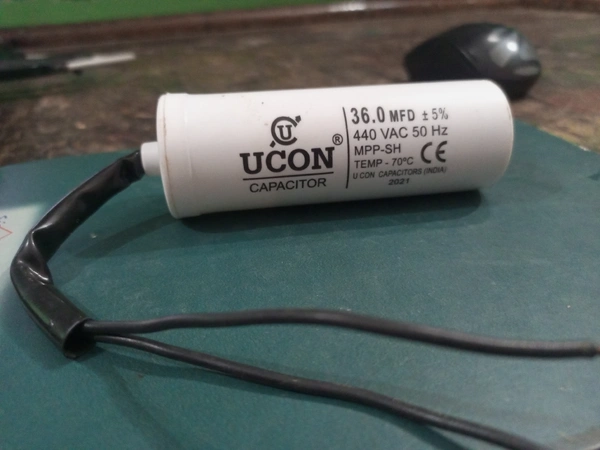 U
UCON®
CAPACITOR
36.0 MFD ± 5%
440 VAC 50 Hz
MPP-SH
TEMP - 70°C CE
U CON CAPACITORS (INDIA)
2021